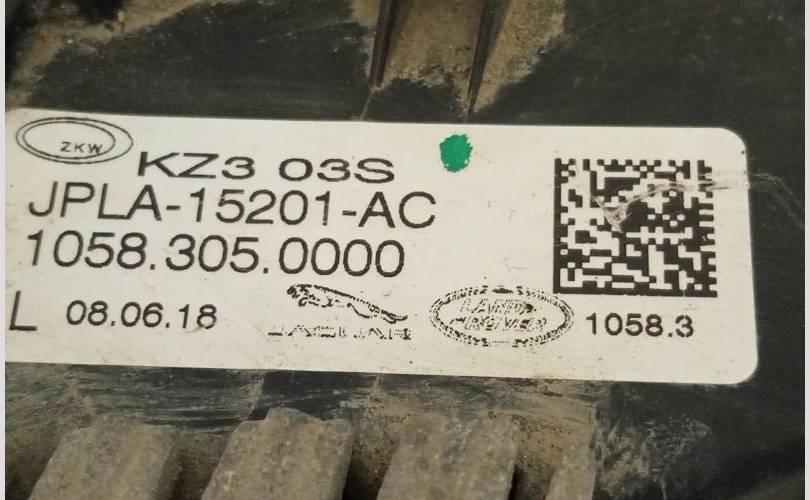 ZKW
KZ3 03S
JPLA-15201-AC
1058.305.0000
L 08.06.18
JAGUAR
LAND ROVER
1058.3